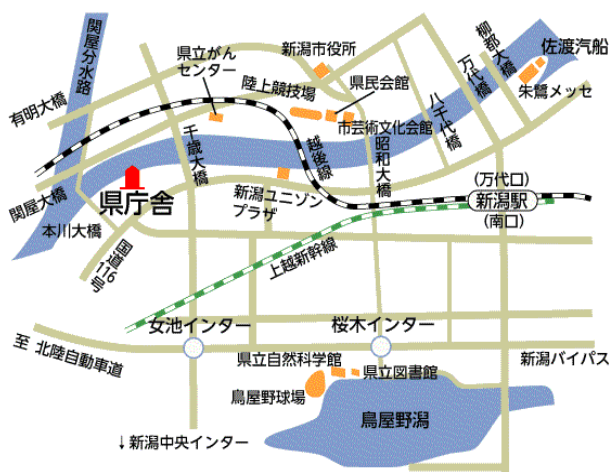 関屋分水路
県立がん
センター
新潟市役所
陸上競技場
県民会館
市芸術文化会館
柳都大橋
万代橋
八千代橋
佐渡汽船
朱鷺メッセ
有明大橋
千歳大橋
越後線
昭和大橋
関屋大橋
県庁舎
新潟ユニゾン
プラザ
(万代口)
新潟駅
(南口)
本川大橋
国道116号
上越新幹線
女池インター
桜木インター
至 北陸自動車道
新潟バイパス
県立自然科学館
県立図書館
鳥屋野球場
鳥屋野潟
↓新潟中央インター